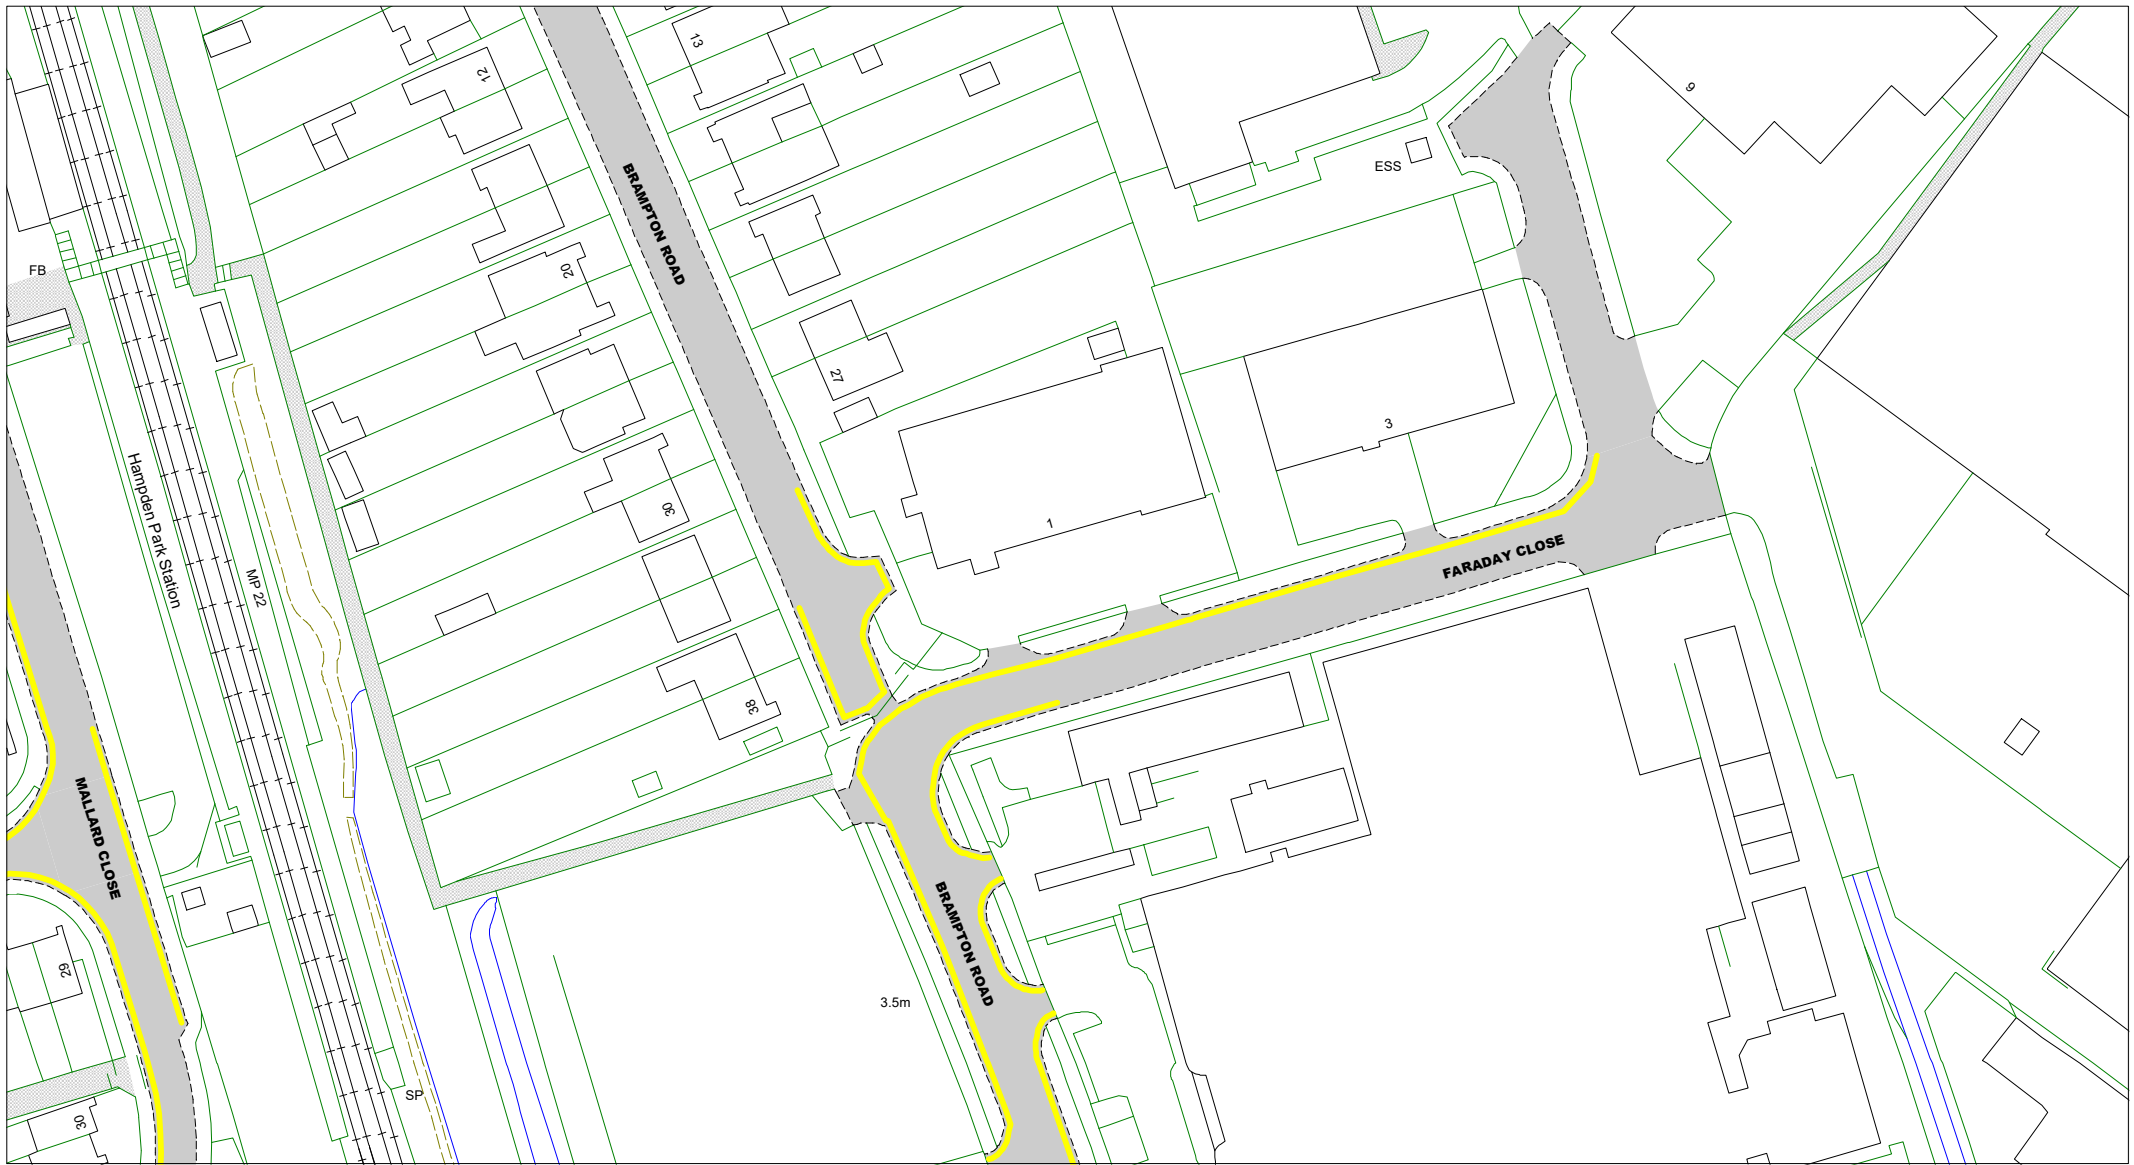 13
12
9
BRAMPTON ROAD
ESS
FB
20
27
3
Hampden Park Station
MP 22
30
1
FARADAY CLOSE
38
MALLARD CLOSE
BRAMPTON ROAD
29
3.5m
SP
30